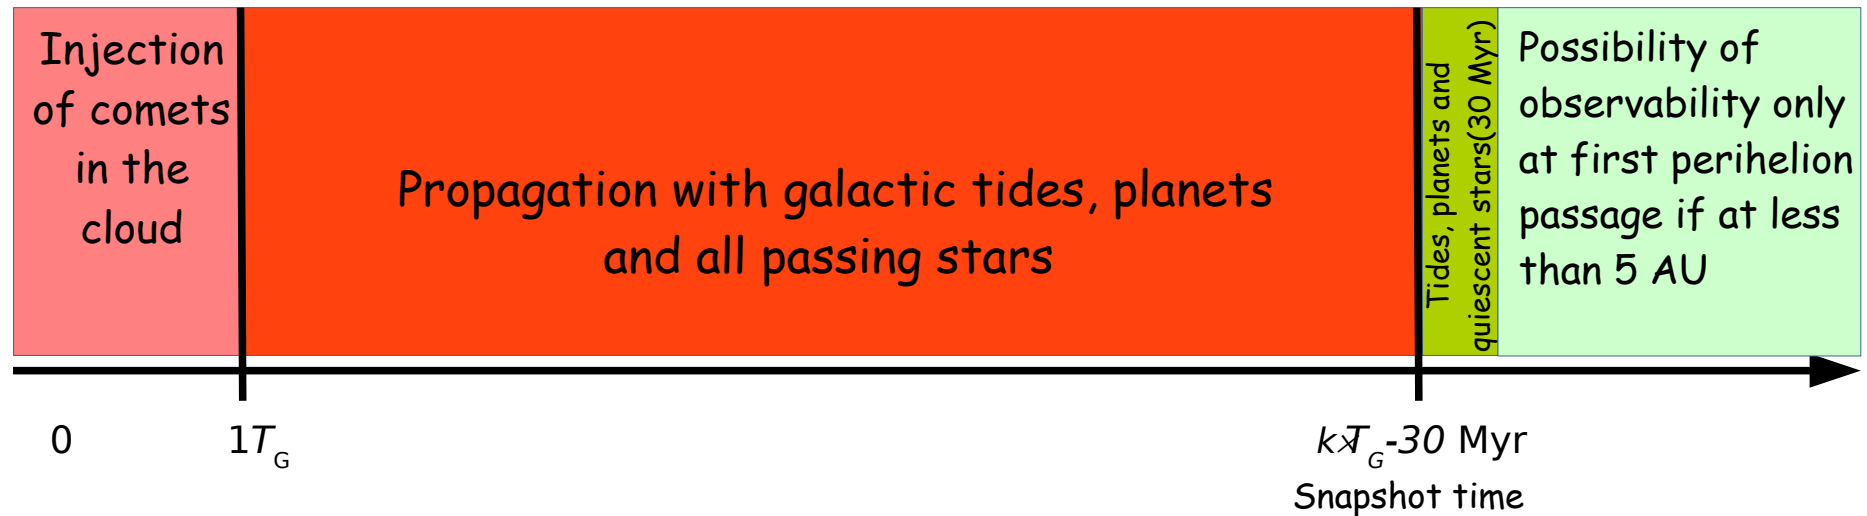 Injection
of comets
in the
cloud
Propagation with galactic tides, planets
and all passing stars
Tides, planets and
quiescent stars(30 Myr)
Possibility of
observability only
at first perihelion
passage if at less
than 5 AU
0
1T_G
k×T_G-30 Myr
Snapshot time